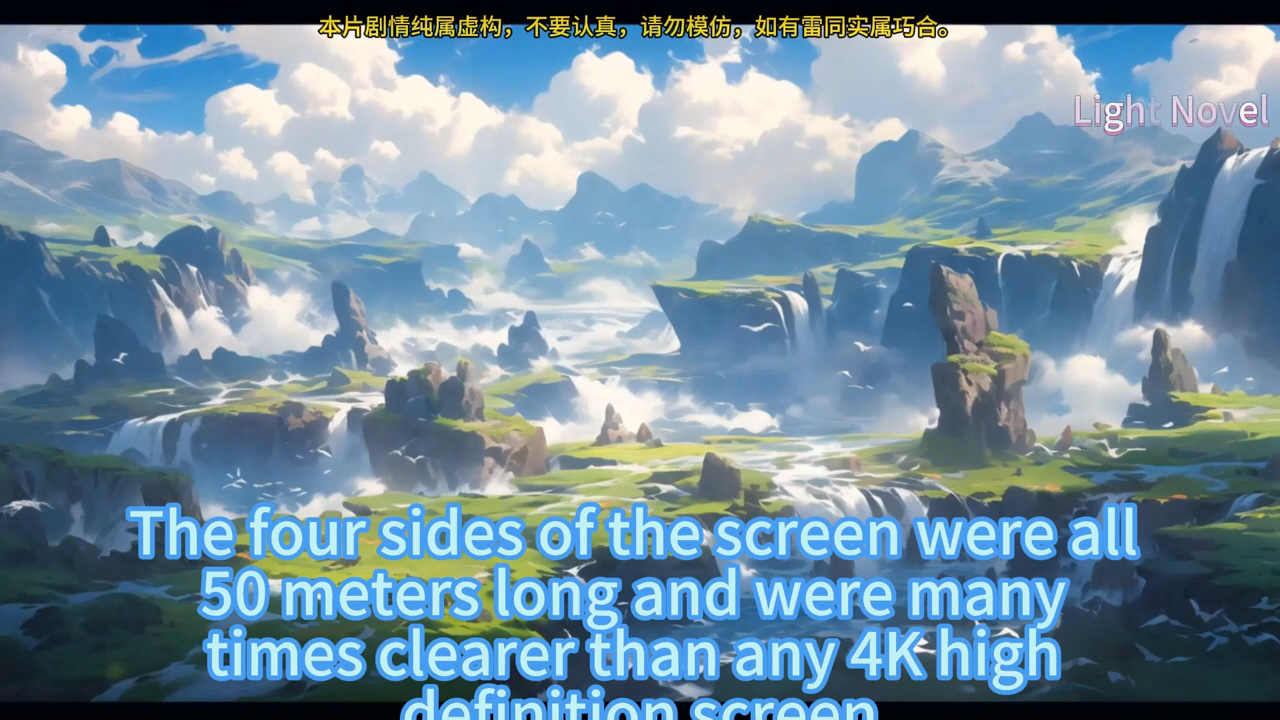 本片剧情纯属虚构，不要认真，请勿模仿，如有雷同实属巧合。
Light Novel
The four sides of the screen were all
50 meters long and were many
times clearer than any 4K high
definition screen